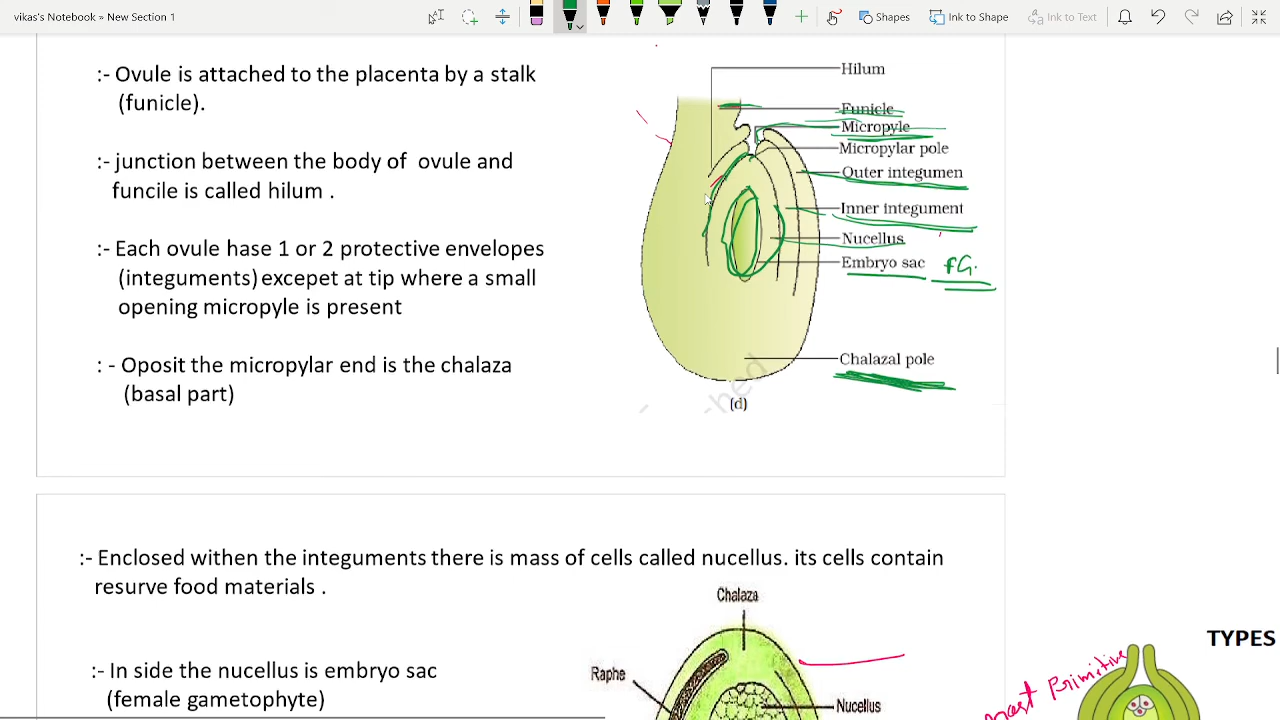 vikas's Notebook » New Section 1
Shapes
Ink to Shape
Ink to Text
:- Ovule is attached to the placenta by a stalk
(funicle).
:- junction between the body of ovule and
funcile is called hilum .
:- Each ovule hase 1 or 2 protective envelopes
(integuments) excepet at tip where a small
opening micropyle is present
: - Oposit the micropylar end is the chalaza
(basal part)
Hilum
Funicle
Micropyle
Micropylar pole
Outer integumen
Inner integument
Nucellus
Embryo sac
fG.
Chalazal pole
(d)
:- Enclosed withen the integuments there is mass of cells called nucellus. its cells contain
resurve food materials .
:- In side the nucellus is embryo sac
(female gametophyte)
Chalaza
Raphe
Nucellus
TYPES
Primitive